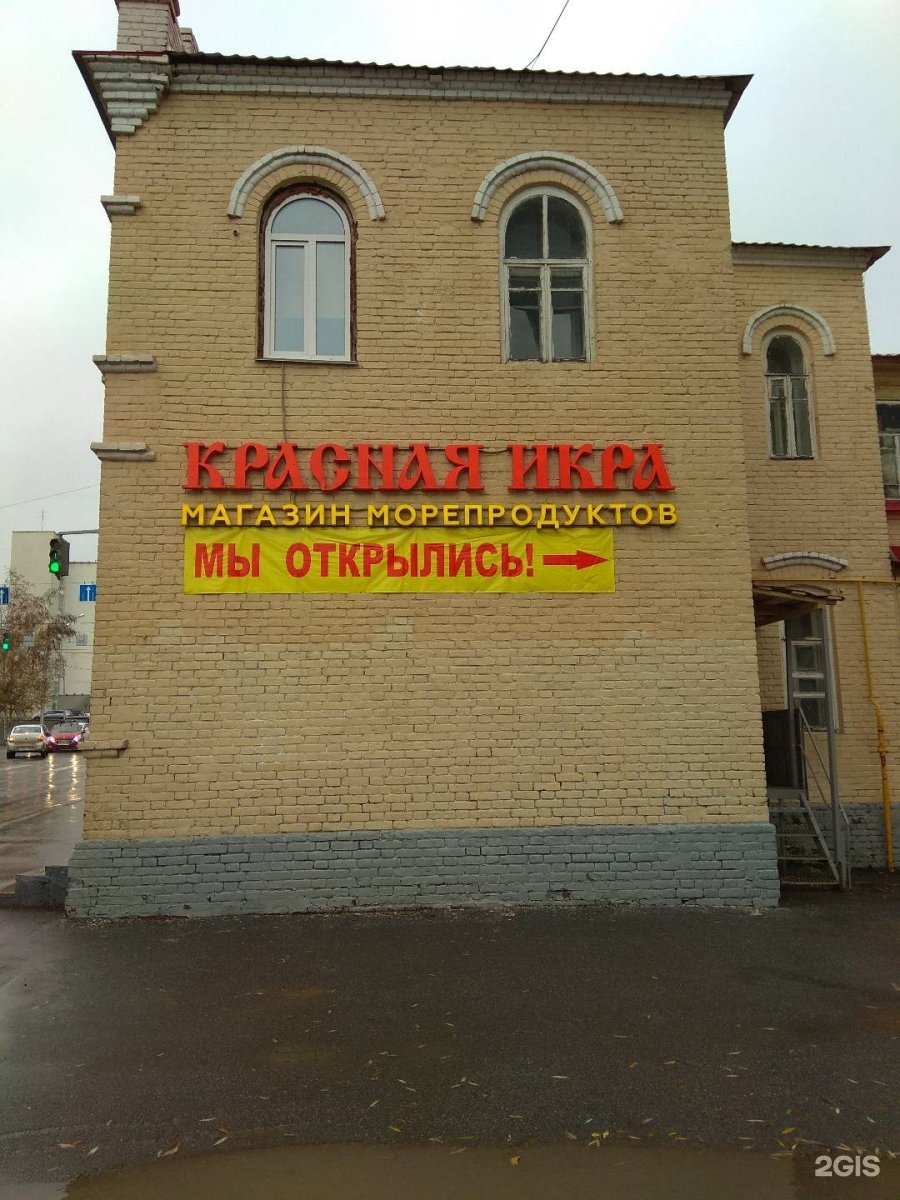 КРАСНАЯ ИКРА
МАГАЗИН МОРЕПРОДУКТОВ
МЫ ОТКРЫЛИСЬ!
2GIS